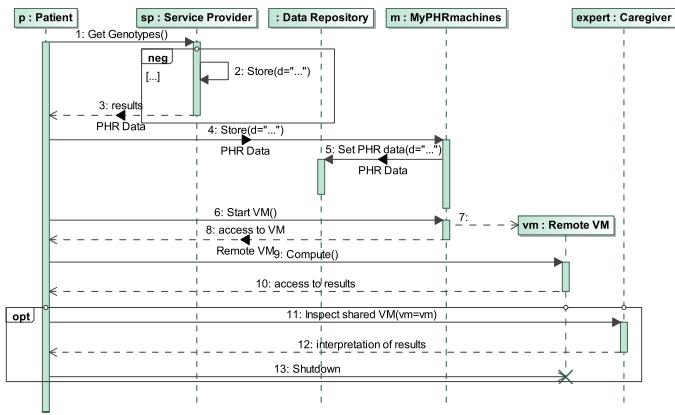 p : Patient
sp : Service Provider
: Data Repository
m : MyPHRmachines
expert : Caregiver
1: Get Genotypes()
neg
[...]
2: Store(d="...")
3: results
PHR Data
4: Store(d="...")
PHR Data
5: Set PHR data(d="...")
PHR Data
6: Start VM()
7:
vm : Remote VM
8: access to VM
Remote VM
9: Compute()
10: access to results
opt
11: Inspect shared VM(vm=vm)
12: interpretation of results
13: Shutdown